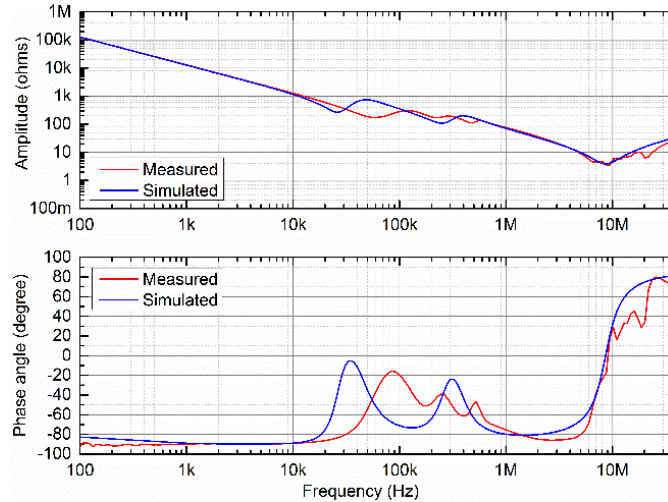 1M
100k
10k
1k
100
10
1
100m
Amplitude (ohms)
Measured
Simulated
100 1k 10k 100k 1M 10M
100
80
60
40
20
0
-20
-40
-60
-80
-100
Phase angle (degree)
Measured
Simulated
100 1k 10k 100k 1M 10M
Frequency (Hz)